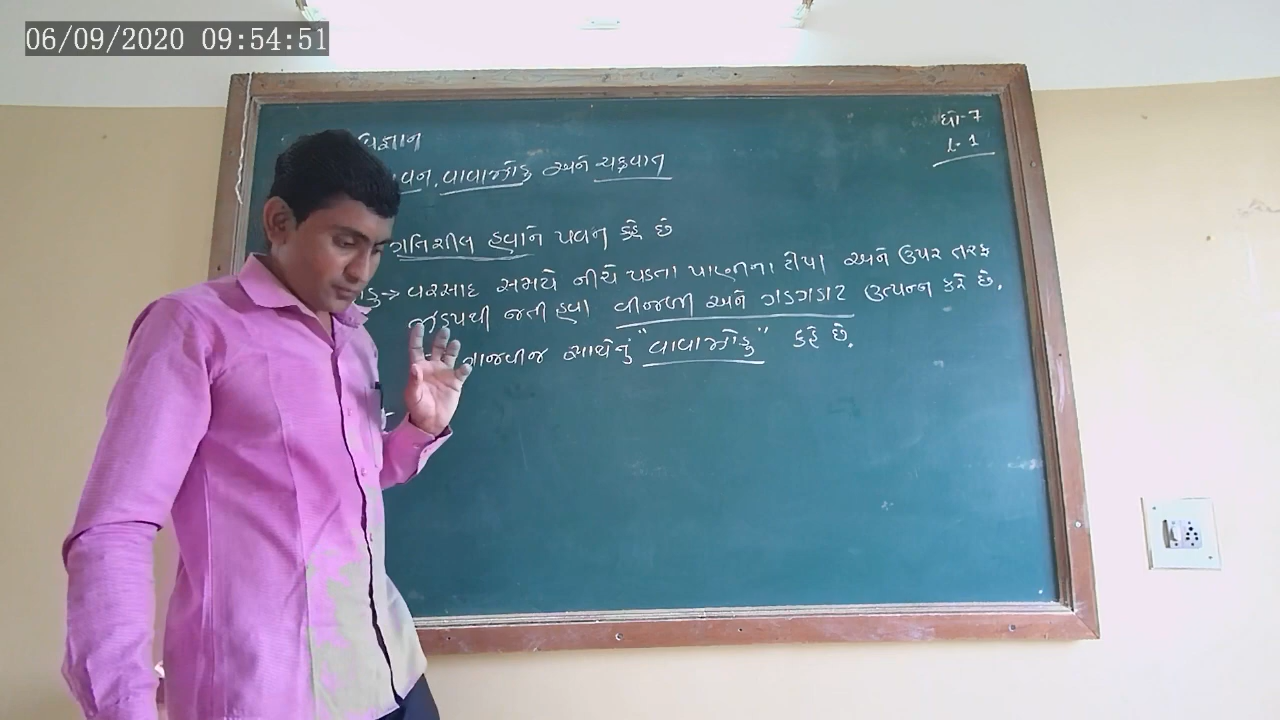 06/09/2020 09:54:51
વિજ્ઞાન
ધો-7
L-1
પવન, વાવાઝોડુ અને ચક્રવાત
ગતિશીલ હવાને પવન કહે છે
→ વરસાદ સમયે નીચે પડતા પાણીના ટીપા અને ઉપર તરફ
ઝડપથી જતી હવા વીજળી અને ગડગડાટ ઉત્પન્ન કરે છે.
ગાજવીજ સાથેનું "વાવાઝોડુ" કહે છે.